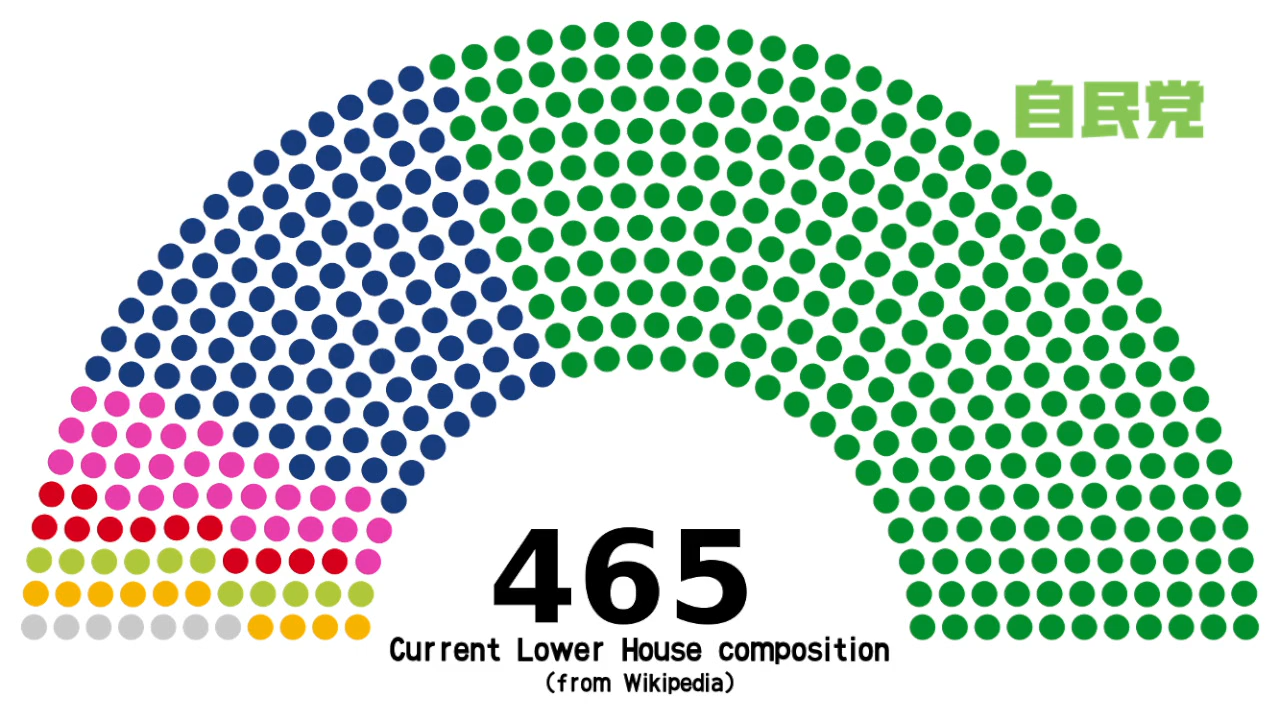 自民党
465
Current Lower House composition
(from Wikipedia)